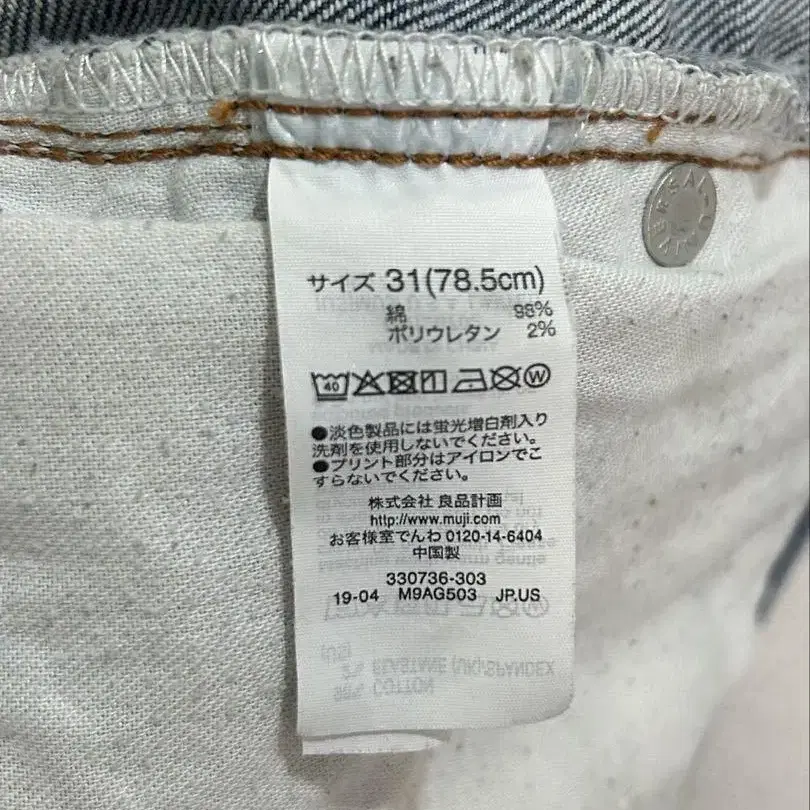 サイズ 31(78.5cm)
綿 98%
ポリウレタン 2%
40
●淡色製品には蛍光増白剤入り
洗剤を使用しないでください。
●プリント部分はアイロンでこ
すらないでください。
株式会社 良品計画
http://www.muji.com
お客様室でんわ 0120-14-6404
中国製
330736-303
19-04 M9AG503 JP.US